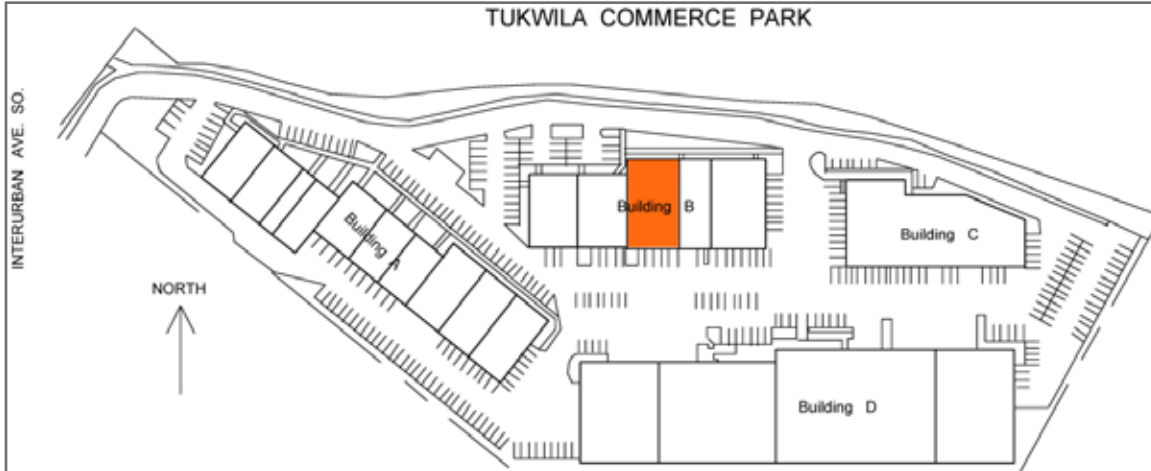 TUKWILA COMMERCE PARK
INTERURBAN AVE. SO.
NORTH
Building A
Building B
Building C
Building D